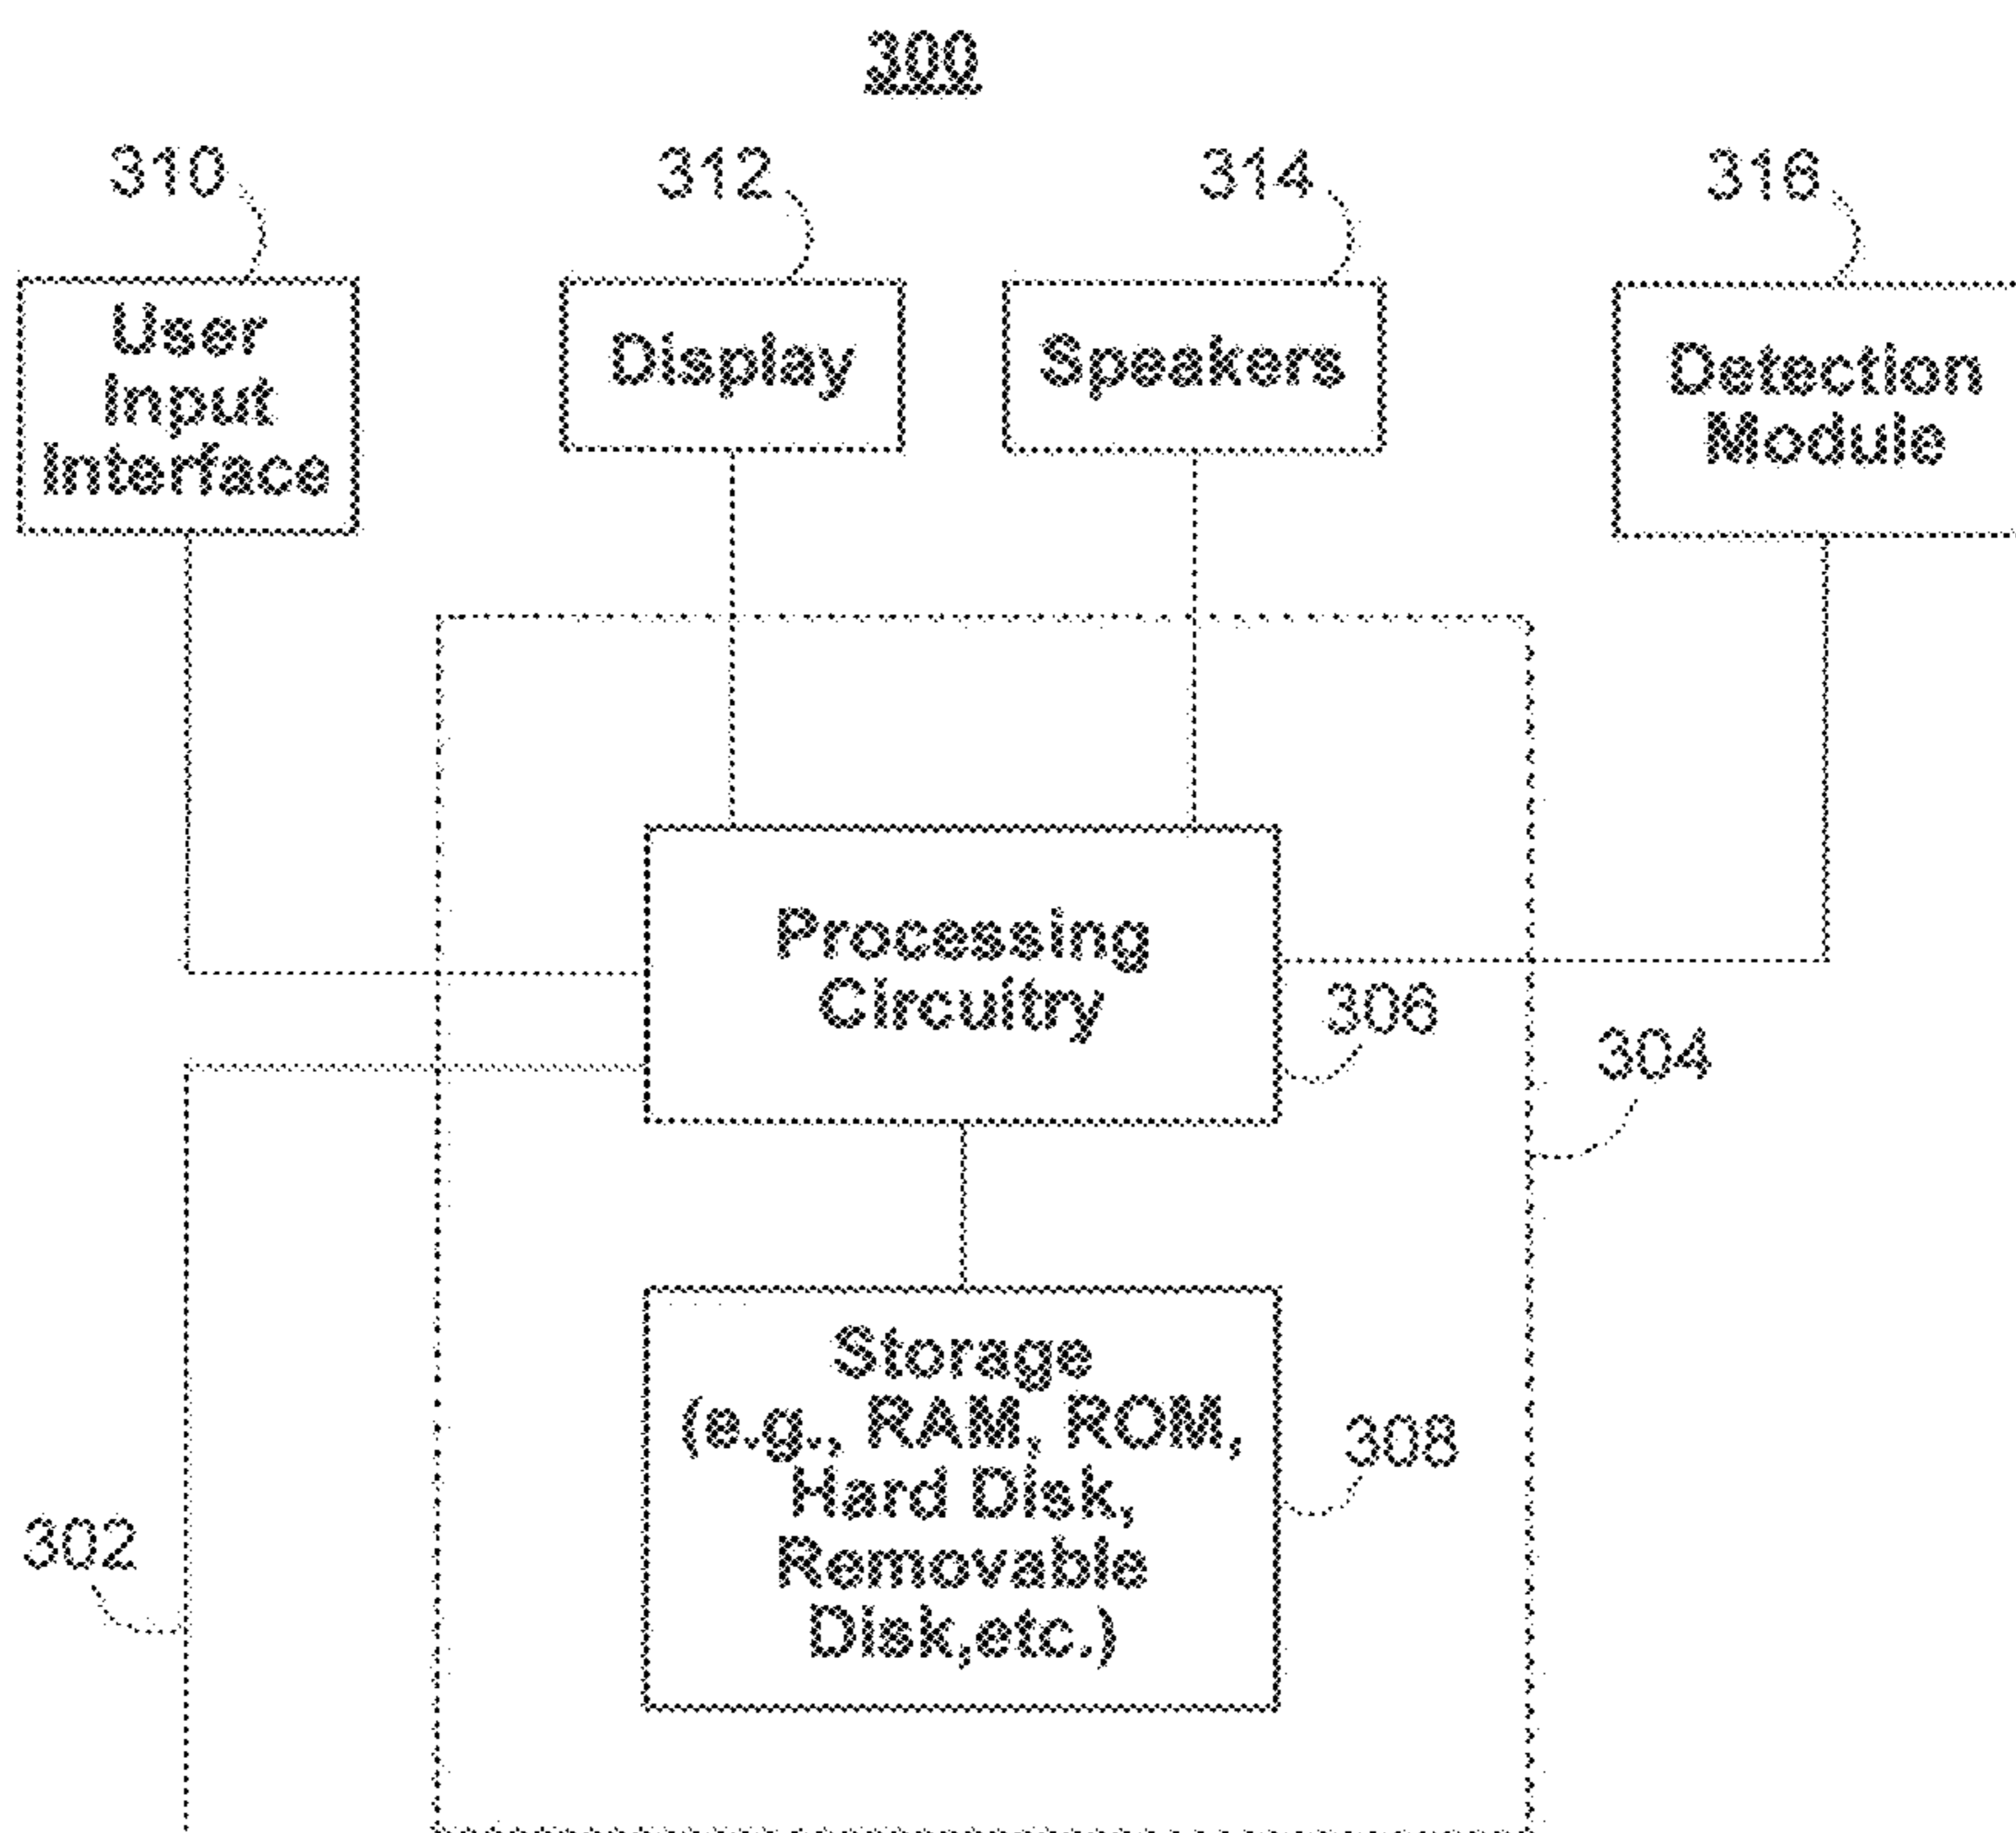 300
310
312
314
316
User
Input
Interface
Display
Speakers
Detection
Module
Processing
Circuitry
306
304
Storage
(e.g., RAM, ROM,
Hard Disk,
Removable
Disk,etc.)
308
302